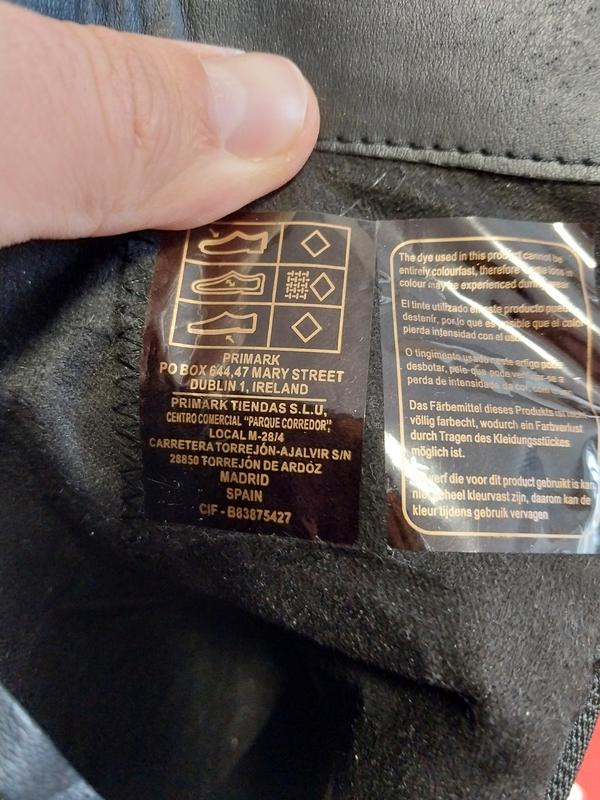 PRIMARK
PO BOX 644,47 MARY STREET
DUBLIN 1, IRELAND
PRIMARK TIENDAS S.L.U,
CENTRO COMERCIAL "PARQUE CORREDOR",
LOCAL M-28/4
CARRETERA TORREJÓN-AJALVIR S/N
28850 TORREJÓN DE ARDÓZ
MADRID
SPAIN
CIF - B83875427
The dye used in this product cannot be
entirely colourfast, therefore some loss in
colour may be experienced during wear
El tinte utilizado en este producto puede
destenir, por lo que es posible que el color
pierda intensidad con el uso
O tingimento usado neste artigo pode
desbotar, pelo que pode
perda de intensidade da cor,
Das Färbemittel dieses Produkts ist nicht
völlig farbecht, wodurch ein Farbverlust
durch Tragen des Kleidungsstückes
möglich ist.
verf die voor dit product gebruikt is kan
niet geheel kleurvast zijn, daarom kan de
kleur tijdens gebruik vervagen